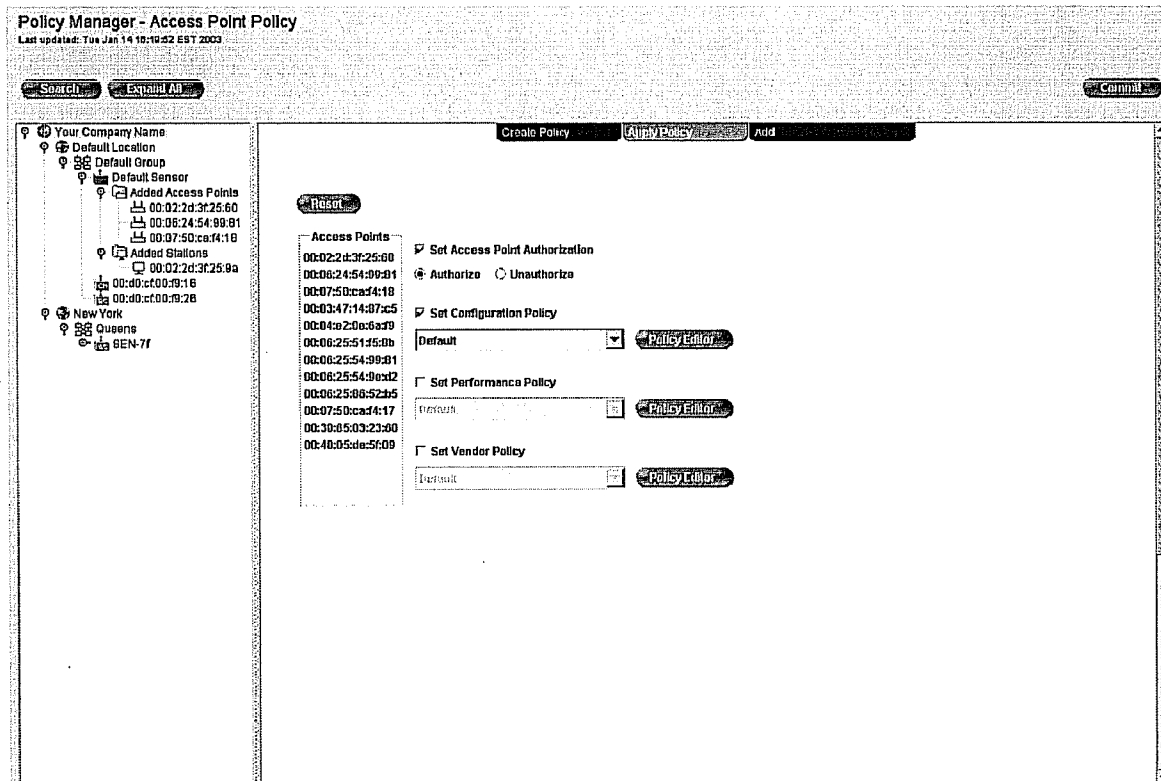 Policy Manager - Access Point Policy
Last updated: Tue Jan 14 16:19:52 EST 2003
Search
Expand All
Commit
Your Company Name
Default Location
Default Group
Default Sensor
Added Access Points
00:02:2d:3f:25:60
00:06:24:54:99:81
00:07:50:ca:f4:18
Added Stations
00:02:2d:3f:25:9a
00:d0:cf:00:f9:16
00:d0:cf:00:f9:26
New York
Queens
SEN-7f
Create Policy
Apply Policy
Add
Reset
Access Points
00:02:2d:3f:25:60
00:06:24:54:99:81
00:07:50:ca:f4:18
00:03:47:14:87:c5
00:04:e2:0e:6a:f9
00:06:25:51:f5:0b
00:06:25:54:99:81
00:06:25:54:9e:d2
00:06:25:86:52:b5
00:07:50:ca:f4:17
00:30:65:03:23:60
00:40:05:de:5f:09
Set Access Point Authorization
Authorize
Unauthorize
Set Configuration Policy
Default
Policy Editor
Set Performance Policy
Default
Policy Editor
Set Vendor Policy
Default
Policy Editor